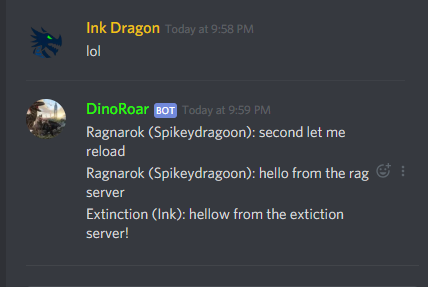 Ink Dragon Today at 9:58 PM
lol
DinoRoar BOT Today at 9:59 PM
Ragnarok (Spikeydragoon): second let me
reload
Ragnarok (Spikeydragoon): hello from the rag
server
Extinction (Ink): hellow from the extiction
server!